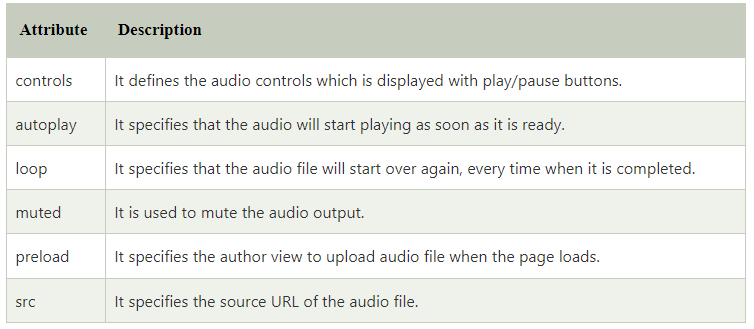 Attribute Description
controls It defines the audio controls which is displayed with play/pause buttons.
autoplay It specifies that the audio will start playing as soon as it is ready.
loop It specifies that the audio file will start over again, every time when it is completed.
muted It is used to mute the audio output.
preload It specifies the author view to upload audio file when the page loads.
src It specifies the source URL of the audio file.